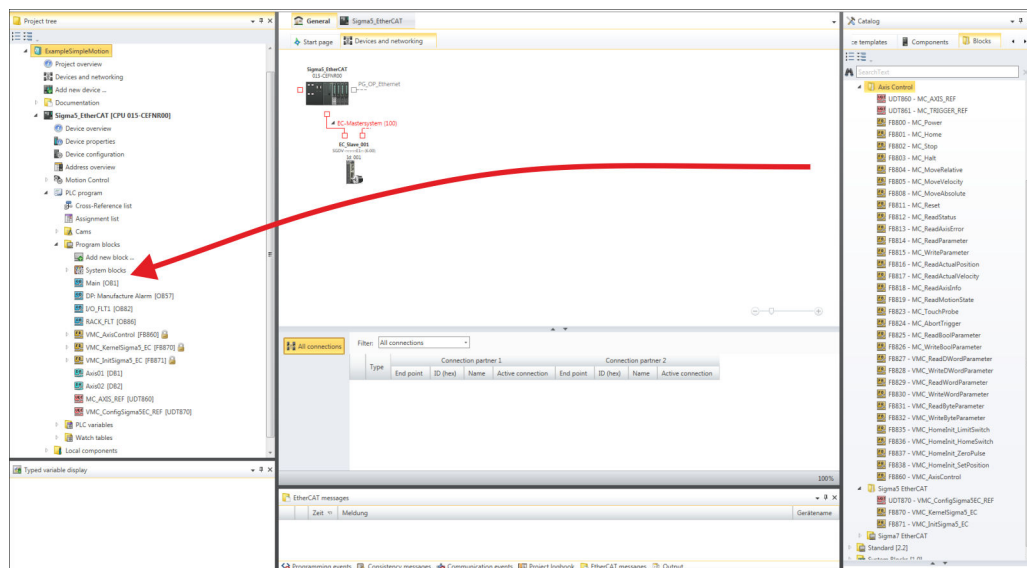 Project tree
ExampleSimpleMotion
Project overview
Devices and networking
Add new device ...
Documentation
Sigma5_EtherCAT [CPU 015-CEFNR00]
Device overview
Device properties
Device configuration
Address overview
Motion Control
PLC program
Cross-Reference list
Assignment list
Cams
Program blocks
Add new block ...
System blocks
Main [OB1]
DP: Manufacture Alarm [OB57]
I/O_FLT1 [OB82]
RACK_FLT [OB86]
VMC_AxisControl [FB860]
VMC_KernelSigma5_EC [FB870]
VMC_InitSigma5_EC [FB871]
Axis01 [DB1]
Axis02 [DB2]
MC_AXIS_REF [UDT860]
VMC_ConfigSigma5EC_REF [UDT870]
PLC variables
Watch tables
Local components
Typed variable display
General Sigma5_EtherCAT
Start page Devices and networking
Sigma5_EtherCAT
015-CEFNR00
PG_OP_Ethernet
EC-Mastersystem (100)
EC_Slave_001
Id: 001
All connections Filter: All connections
Type Connection partner 1 Connection partner 2
End point ID (hex) Name Active connection End point ID (hex) Name Active connection
100%
EtherCAT messages
Zeit Meldung Gerätename
Programming events Consistency messages Communication events Project logbook EtherCAT messages Output
Catalog
ce templates Components Blocks
SearchText
Axis Control
UDT860 - MC_AXIS_REF
UDT861 - MC_TRIGGER_REF
FB800 - MC_Power
FB801 - MC_Home
FB802 - MC_Stop
FB803 - MC_Halt
FB804 - MC_MoveRelative
FB805 - MC_MoveVelocity
FB808 - MC_MoveAbsolute
FB811 - MC_Reset
FB812 - MC_ReadStatus
FB813 - MC_ReadAxisError
FB814 - MC_ReadParameter
FB815 - MC_WriteParameter
FB816 - MC_ReadActualPosition
FB817 - MC_ReadActualVelocity
FB818 - MC_ReadAxisInfo
FB819 - MC_ReadMotionState
FB823 - MC_TouchProbe
FB824 - MC_AbortTrigger
FB825 - MC_ReadBoolParameter
FB826 - MC_WriteBoolParameter
FB827 - VMC_ReadDWordParameter
FB828 - VMC_WriteDWordParameter
FB829 - VMC_ReadWordParameter
FB830 - VMC_WriteWordParameter
FB831 - VMC_ReadByteParameter
FB832 - VMC_WriteByteParameter
FB835 - VMC_HomeInit_LimitSwitch
FB836 - VMC_HomeInit_HomeSwitch
FB837 - VMC_HomeInit_ZeroPulse
FB838 - VMC_HomeInit_SetPosition
FB860 - VMC_AxisControl
Sigma5 EtherCAT
UDT870 - VMC_ConfigSigma5EC_REF
FB870 - VMC_KernelSigma5_EC
FB871 - VMC_InitSigma5_EC
Sigma7 EtherCAT
Standard [2.2]
System Blocks [1.0]